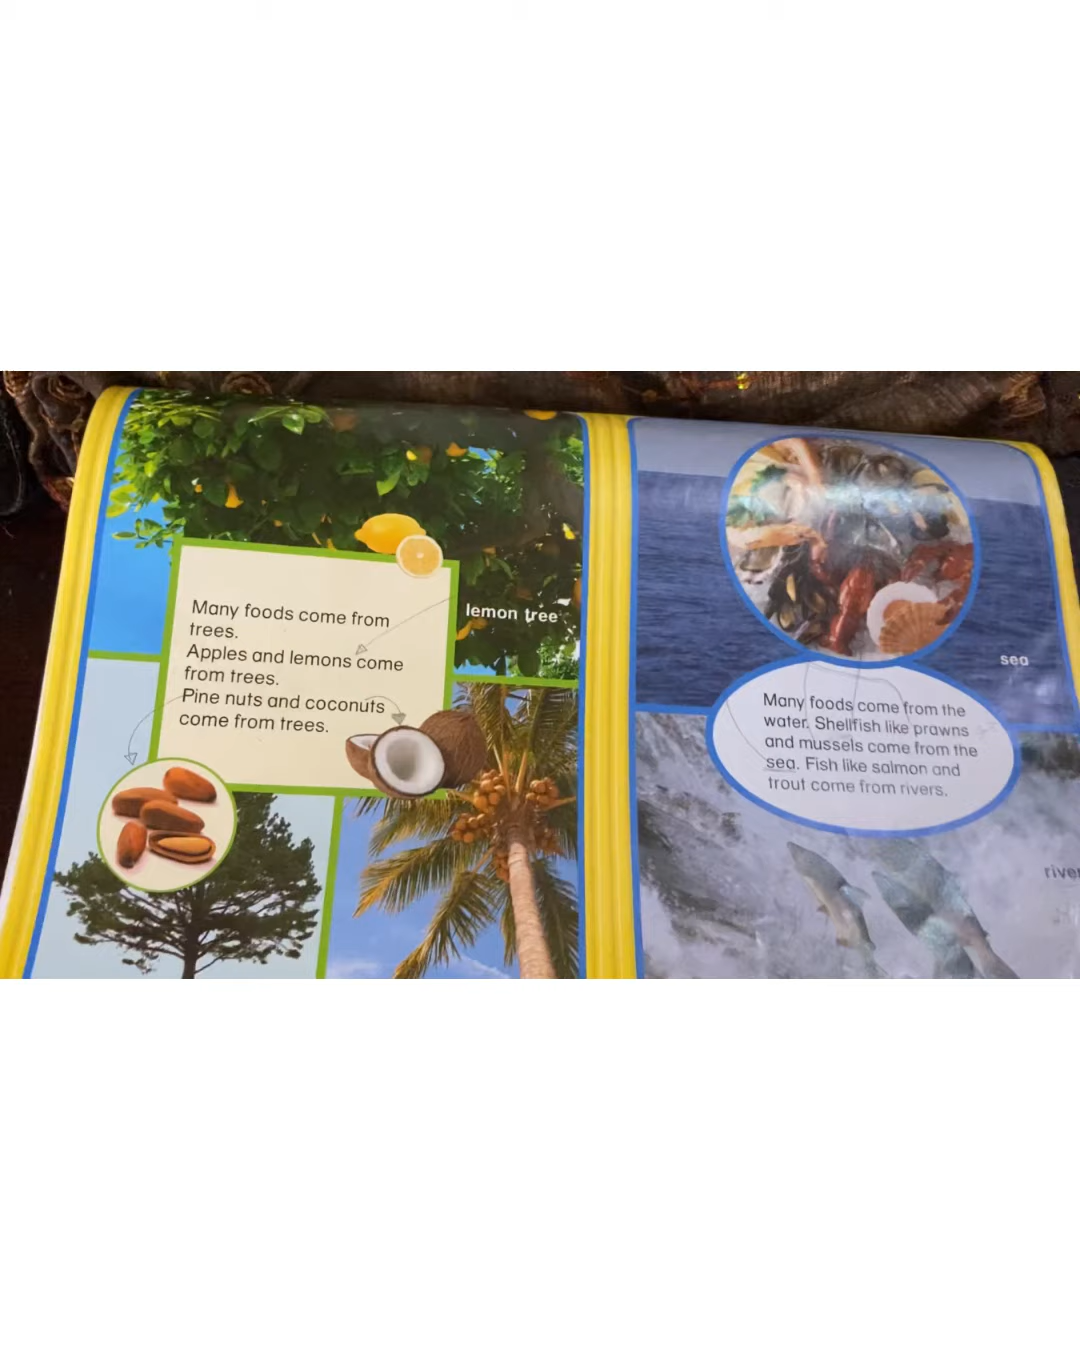 lemon tree
Many foods come from
trees.
Apples and lemons come
from trees.
Pine nuts and coconuts
come from trees.
sea
Many foods come from the
water. Shellfish like prawns
and mussels come from the
sea. Fish like salmon and
trout come from rivers.
river